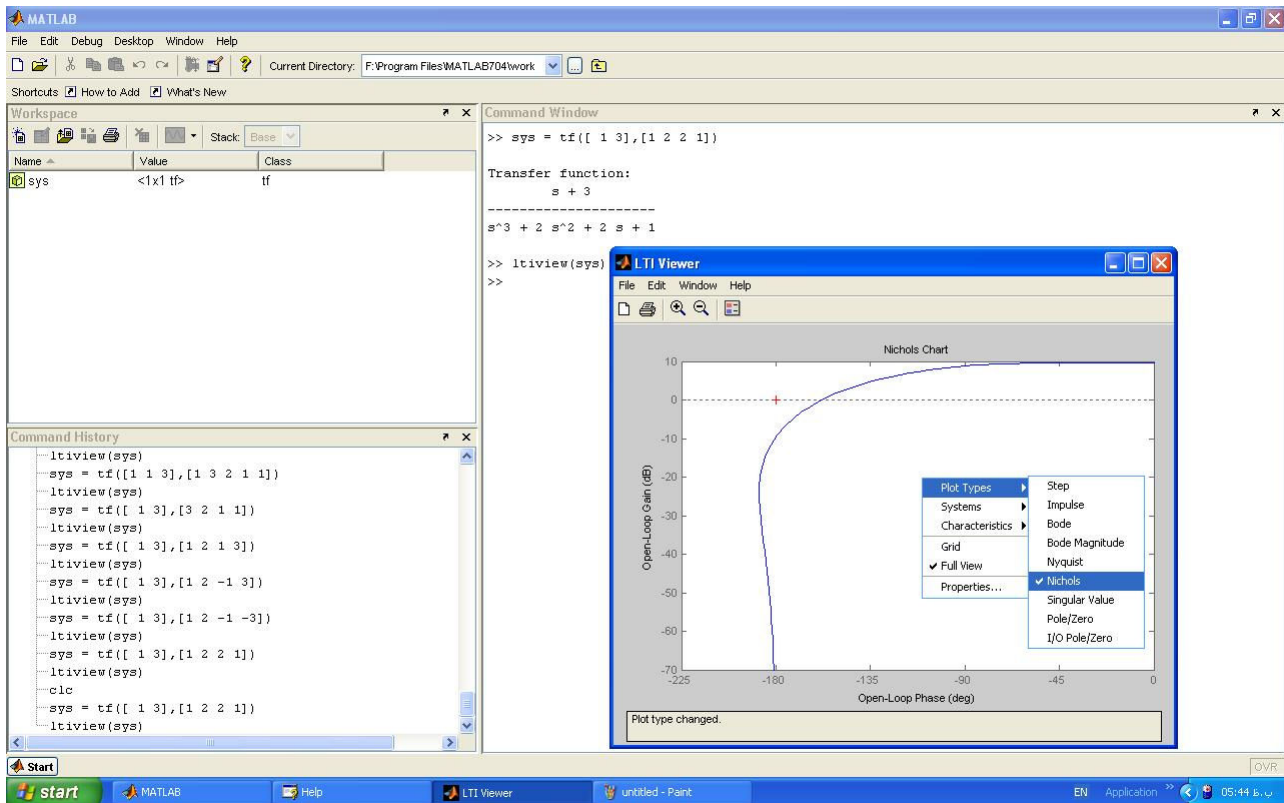 MATLAB
File Edit Debug Desktop Window Help
Current Directory: F:\Program Files\MATLAB704\work
Shortcuts How to Add What's New
Workspace
Stack: Base
Name Value Class
sys <1x1 tf> tf
Command History
ltiview(sys)
sys = tf([1 1 3],[1 3 2 1 1])
ltiview(sys)
sys = tf([ 1 3],[3 2 1 1])
ltiview(sys)
sys = tf([ 1 3],[1 2 1 3])
ltiview(sys)
sys = tf([ 1 3],[1 2 -1 3])
ltiview(sys)
sys = tf([ 1 3],[1 2 -1 -3])
ltiview(sys)
sys = tf([ 1 3],[1 2 2 1])
ltiview(sys)
clc
sys = tf([ 1 3],[1 2 2 1])
ltiview(sys)
Command Window
>> sys = tf([ 1 3],[1 2 2 1])
Transfer function:
s + 3
---------------------
s^3 + 2 s^2 + 2 s + 1
>> ltiview(sys)
>>
LTI Viewer
File Edit Window Help
Nichols Chart
10
0
-10
-20
-30
-40
-50
-60
-70
Open-Loop Gain (dB)
-225 -180 -135 -90 -45 0
Open-Loop Phase (deg)
Plot Types
Systems
Characteristics
Grid
Full View
Properties...
Step
Impulse
Bode
Bode Magnitude
Nyquist
Nichols
Singular Value
Pole/Zero
I/O Pole/Zero
Plot type changed.
Start
OVR
start MATLAB Help LTI Viewer untitled - Paint EN Application 05:44 ب.ظ